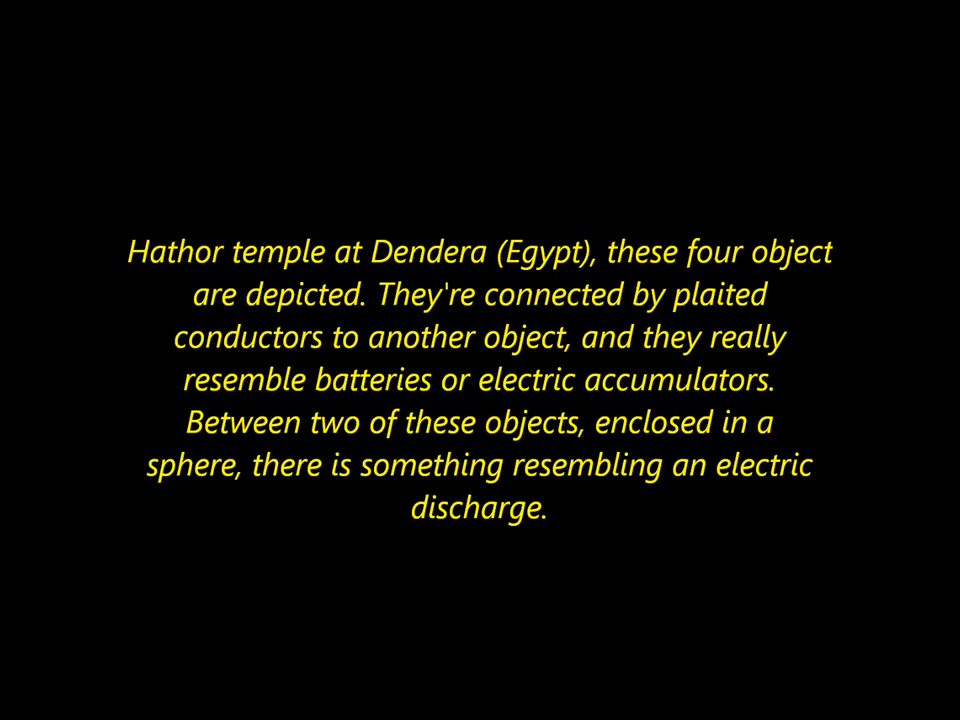 Hathor temple at Dendera (Egypt), these four object
are depicted. They're connected by plaited
conductors to another object, and they really
resemble batteries or electric accumulators.
Between two of these objects, enclosed in a
sphere, there is something resembling an electric
discharge.